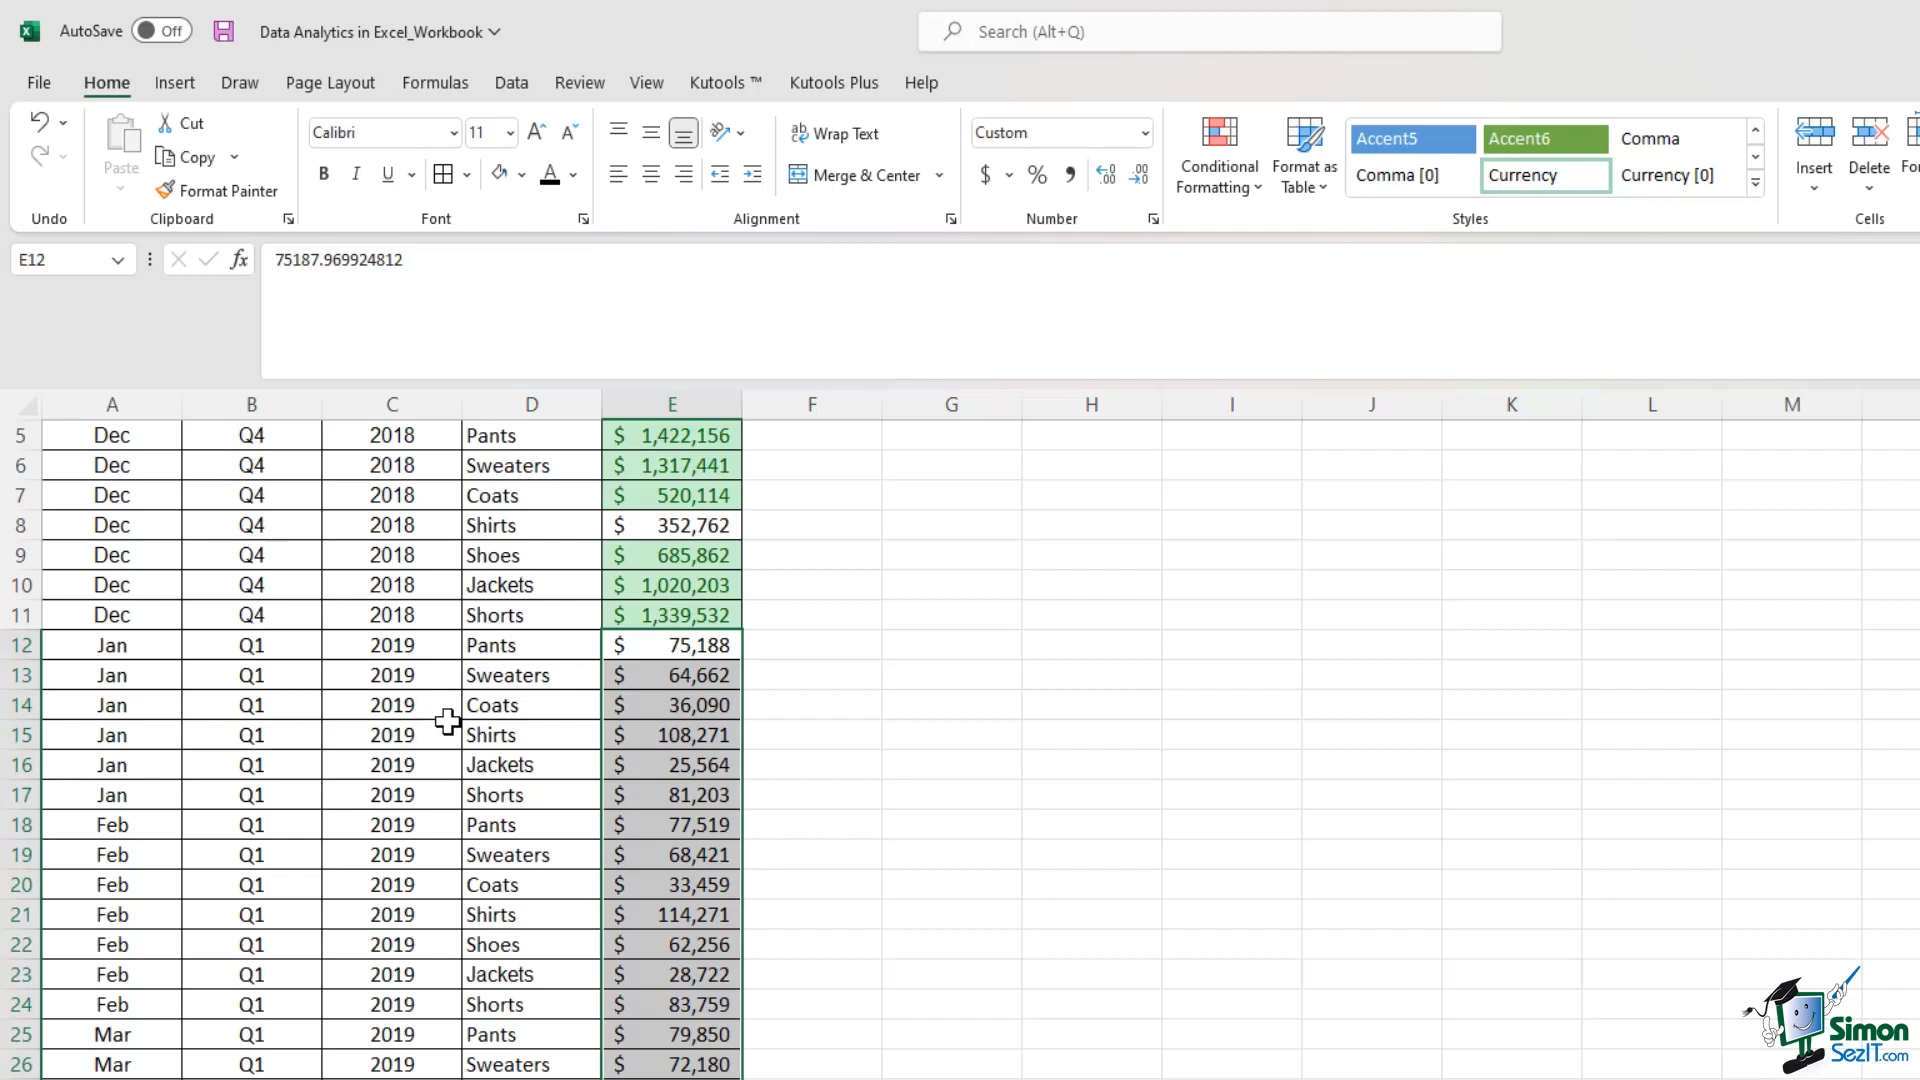 AutoSave Off Data Analytics in Excel_Workbook Search (Alt+Q)
File Home Insert Draw Page Layout Formulas Data Review View Kutools ™ Kutools Plus Help
Paste Cut Copy Format Painter
Calibri 11
B I U A
Wrap Text
Merge & Center
Custom
$ %
Conditional Formatting
Format as Table
Accent5 Accent6 Comma
Comma [0] Currency Currency [0]
Insert Delete
Undo Clipboard Font Alignment Number Styles Cells
E12 fx 75187.969924812
A B C D E F G H I J K L M
5 Dec Q4 2018 Pants $ 1,422,156
6 Dec Q4 2018 Sweaters $ 1,317,441
7 Dec Q4 2018 Coats $ 520,114
8 Dec Q4 2018 Shirts $ 352,762
9 Dec Q4 2018 Shoes $ 685,862
10 Dec Q4 2018 Jackets $ 1,020,203
11 Dec Q4 2018 Shorts $ 1,339,532
12 Jan Q1 2019 Pants $ 75,188
13 Jan Q1 2019 Sweaters $ 64,662
14 Jan Q1 2019 Coats $ 36,090
15 Jan Q1 2019 Shirts $ 108,271
16 Jan Q1 2019 Jackets $ 25,564
17 Jan Q1 2019 Shorts $ 81,203
18 Feb Q1 2019 Pants $ 77,519
19 Feb Q1 2019 Sweaters $ 68,421
20 Feb Q1 2019 Coats $ 33,459
21 Feb Q1 2019 Shirts $ 114,271
22 Feb Q1 2019 Shoes $ 62,256
23 Feb Q1 2019 Jackets $ 28,722
24 Feb Q1 2019 Shorts $ 83,759
25 Mar Q1 2019 Pants $ 79,850
26 Mar Q1 2019 Sweaters $ 72,180
Simon
SezIT.com